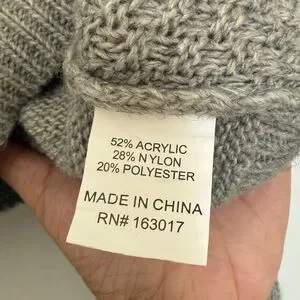 52% ACRYLIC
28% NYLON
20% POLYESTER
MADE IN CHINA
RN# 163017